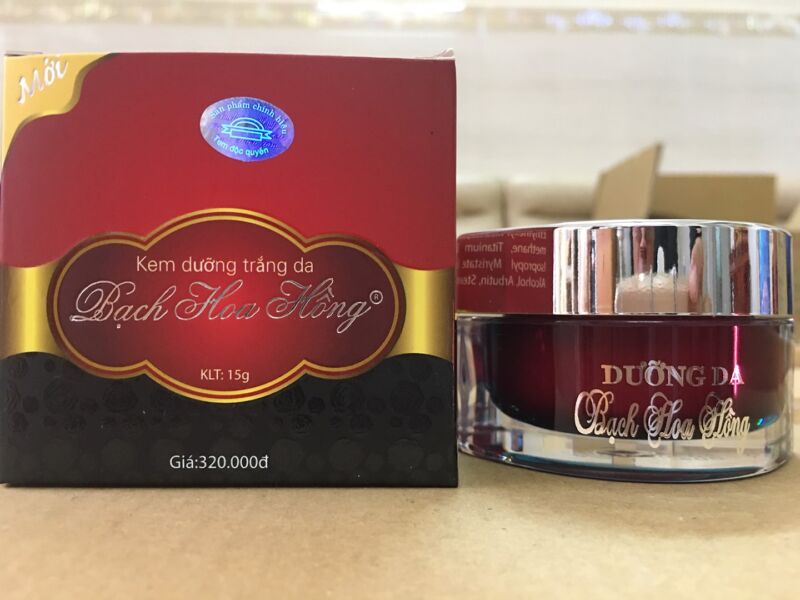 Mới
Sản phẩm chính hiệu
Tem độc quyền
Kem dưỡng trắng da
Bạch Hoa Hồng®
KLT: 15g
Giá:320.000đ
methane, Titanium
Isopropyl Myristate
Alcohol, Arbutin, Stem
DƯỠNG DA
Bạch Hoa Hồng